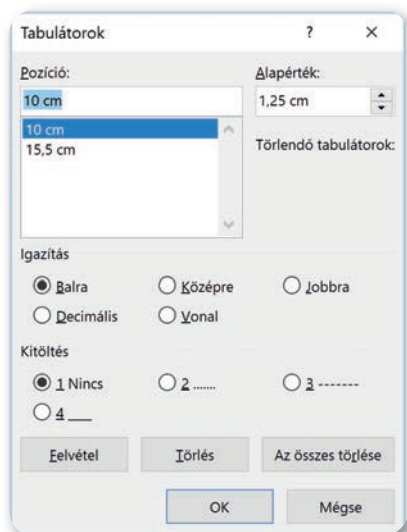 Tabulátorok ? ×
Pozíció: Alapérték:
10 cm 1,25 cm
10 cm
15,5 cm Törlendő tabulátorok:
Igazítás
Balra Középre Jobbra
Decimális Vonal
Kitöltés
1 Nincs 2 ....... 3 -------
4 ___
Felvétel Törlés Az összes törlése
OK Mégse